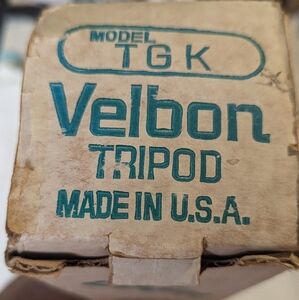 MODEL
TGK
Velbon
TRIPOD
MADE IN U.S.A.